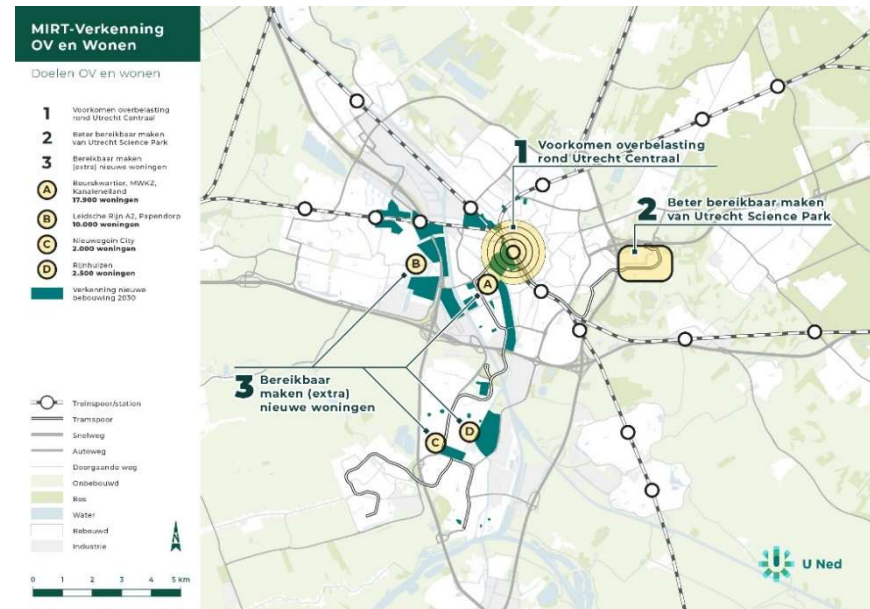 MIRT-Verkenning
OV en Wonen
Doelen OV en wonen
1 Voorkomen overbelasting
rond Utrecht Centraal
2 Beter bereikbaar maken
van Utrecht Science Park
3 Bereikbaar maken
(extra) nieuwe woningen
A Beurskwartier, MWKZ,
Kanaleneiland
17.900 woningen
B Leidsche Rijn A2, Papendorp
10.000 woningen
C Nieuwegein City
2.000 woningen
D Rijnhuizen
2.500 woningen
Verkenning nieuwe
bebouwing 2030
Treinspoor/station
Tramspoor
Snelweg
Autoweg
Doorgaande weg
Onbebouwd
Bos
Water
Bebouwd
Industrie
N
0 1 2 3 4 5 km
1 Voorkomen overbelasting
rond Utrecht Centraal
2 Beter bereikbaar maken
van Utrecht Science Park
B
A
3 Bereikbaar
maken (extra)
nieuwe woningen
C
D
U Ned